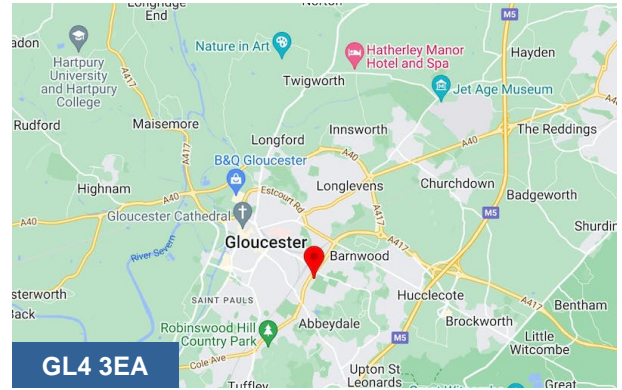 Longridge
End
Norton
M5
adon
Nature in Art
Hatherley Manor
Hotel and Spa
Hayden
Hartpury
University
and Hartpury
College
A417
Twigworth
Jet Age Museum
Rudford
Maisemore
Innsworth
The Reddings
A417
Longford
A40
B&Q Gloucester
Longlevens
Churchdown
Highnam
A40
Estcourt Rd
Badgeworth
A40
Gloucester Cathedral
A417
M5
Shurdin
Gloucester
A417
River Severn
Barnwood
sterworth
SAINT PAULS
Hucclecote
Bentham
Back
Abbeydale
Brockworth
Robinswood Hill
Country Park
M5
Little
Witcombe
GL4 3EA
Cole Ave
Upton St
Leonards
Tuffley
Great